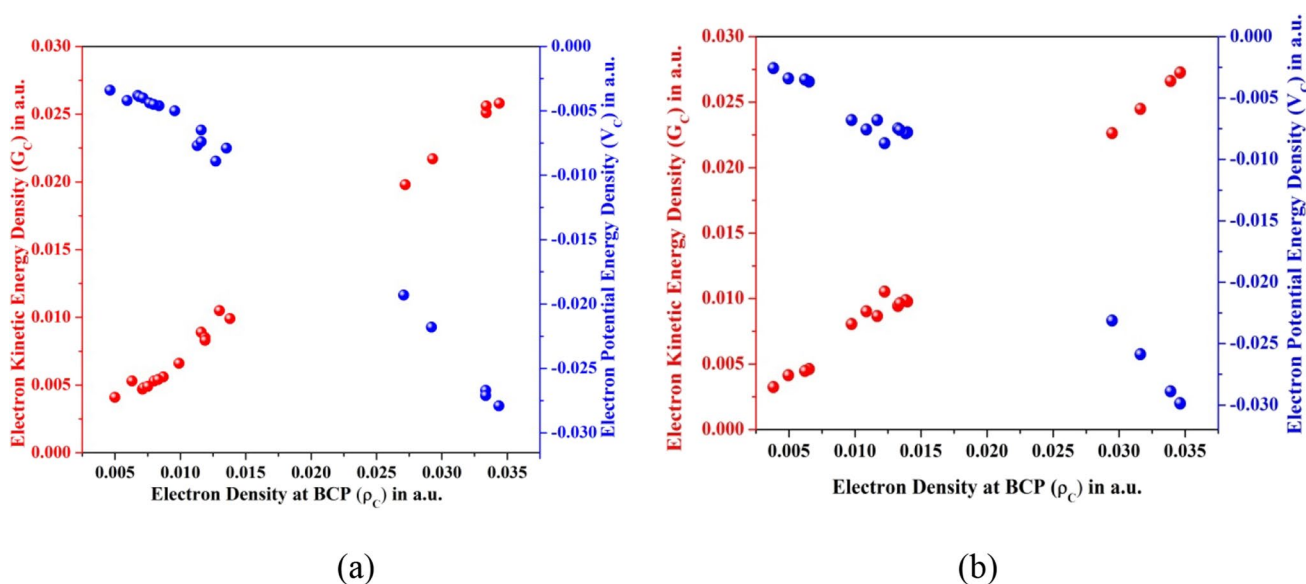 0.030
0.025
0.020
0.015
0.010
0.005
0.000
Electron Kinetic Energy Density (G_C) in a.u.
0.000
-0.005
-0.010
-0.015
-0.020
-0.025
-0.030
Electron Potential Energy Density (V_C) in a.u.
0.005 0.010 0.015 0.020 0.025 0.030 0.035
Electron Density at BCP (ρ_C) in a.u.
(a)
0.030
0.025
0.020
0.015
0.010
0.005
0.000
Electron Kinetic Energy Density (G_C) in a.u.
0.000
-0.005
-0.010
-0.015
-0.020
-0.025
-0.030
Electron Potential Energy Density (V_C) in a.u.
0.005 0.010 0.015 0.020 0.025 0.030 0.035
Electron Density at BCP (ρ_C) in a.u.
(b)